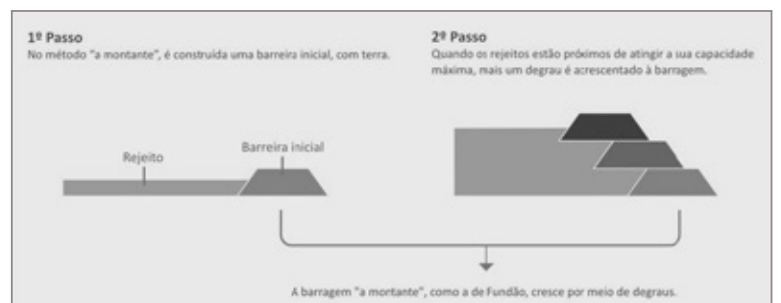 1º Passo
No método "a montante", é construída uma barreira inicial, com terra.
2º Passo
Quando os rejeitos estão próximos de atingir a sua capacidade
máxima, mais um degrau é acrescentado à barragem.
Rejeito
Barreira inicial
A barragem "a montante", como a de Fundão, cresce por meio de degraus.